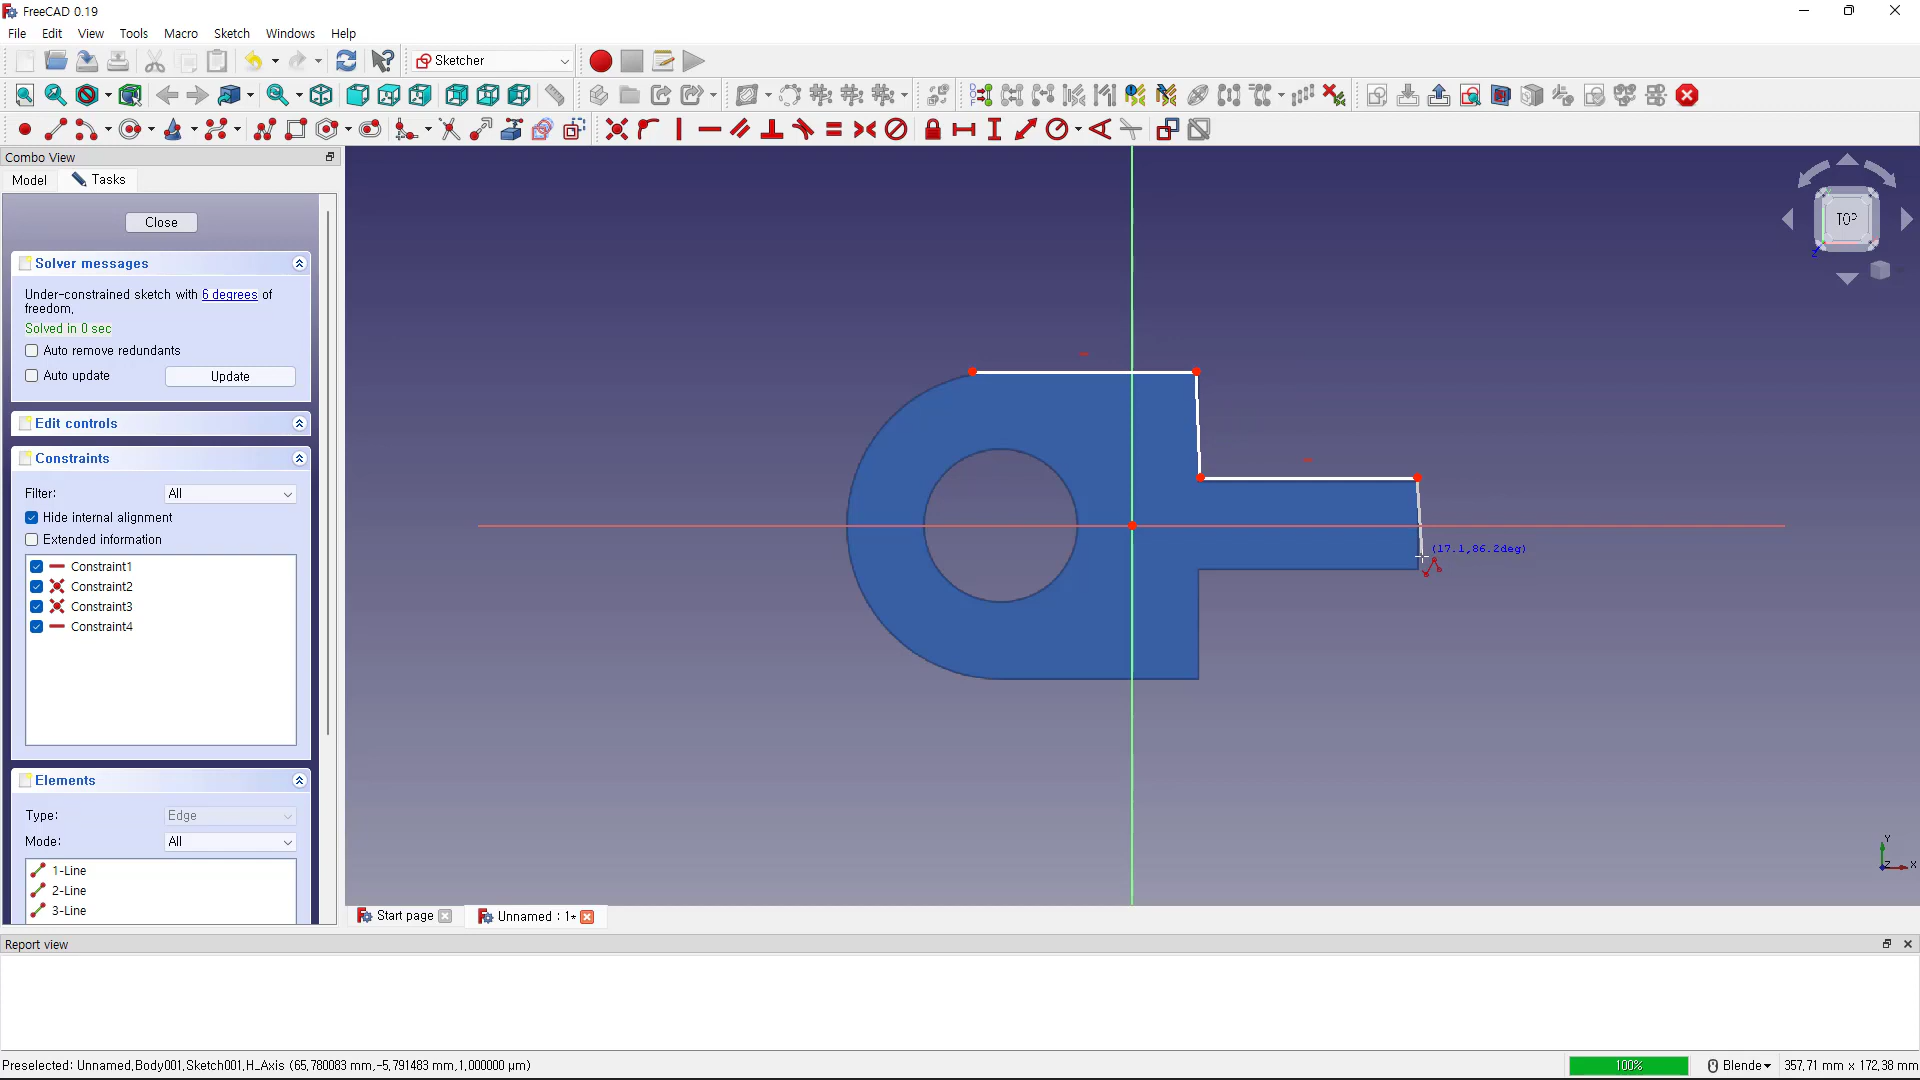 FreeCAD 0.19
File Edit View Tools Macro Sketch Windows Help
Sketcher
Combo View
Model Tasks
Close
Solver messages
Under-constrained sketch with 6 degrees of
freedom,
Solved in 0 sec
Auto remove redundants
Auto update Update
Edit controls
Constraints
Filter: All
Hide internal alignment
Extended information
Constraint1
Constraint2
Constraint3
Constraint4
Elements
Type: Edge
Mode: All
1-Line
2-Line
3-Line
(17.1,86.2deg)
TOP
Z
Y
Z X
Start page Unnamed : 1*
Report view
Preselected: Unnamed,Body001,Sketch001,H_Axis (65,780083 mm,-5,791483 mm,1,000000 μm)
100% Blende 357,71 mm x 172,38 mm